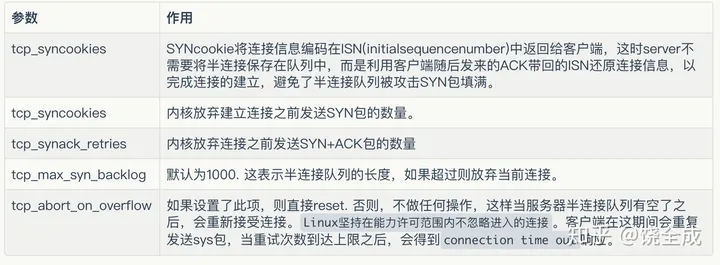 参数 作用
tcp_syncookies SYNcookie将连接信息编码在ISN(initialsequencenumber)中返回给客户端，这时server不
需要将半连接保存在队列中，而是利用客户端随后发来的ACK带回的ISN还原连接信息，以
完成连接的建立，避免了半连接队列被攻击SYN包填满。
tcp_syncookies 内核放弃建立连接之前发送SYN包的数量。
tcp_synack_retries 内核放弃连接之前发送SYN+ACK包的数量
tcp_max_syn_backlog 默认为1000. 这表示半连接队列的长度，如果超过则放弃当前连接。
tcp_abort_on_overflow 如果设置了此项，则直接reset. 否则，不做任何操作，这样当服务器半连接队列有空了之
后，会重新接受连接。Linux坚持在能力许可范围内不忽略进入的连接。客户端在这期间会重复
发送sys包，当重试次数到达上限之后，会得到 connection time out 响应。
知乎 @饶全成